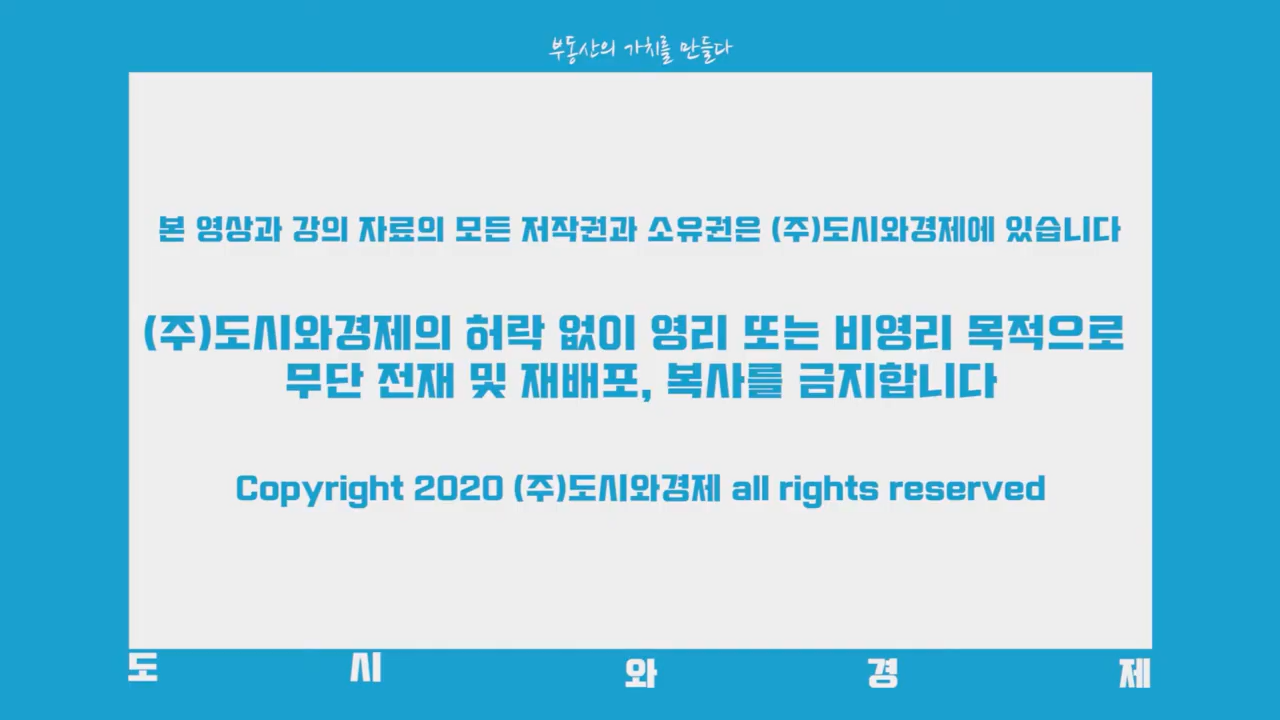 부동산의 가치를 만들다
본 영상과 강의 자료의 모든 저작권과 소유권은 (주)도시와경제에 있습니다
(주)도시와경제의 허락 없이 영리 또는 비영리 목적으로
무단 전재 및 재배포, 복사를 금지합니다
Copyright 2020 (주)도시와경제 all rights reserved
도 시 와 경 제